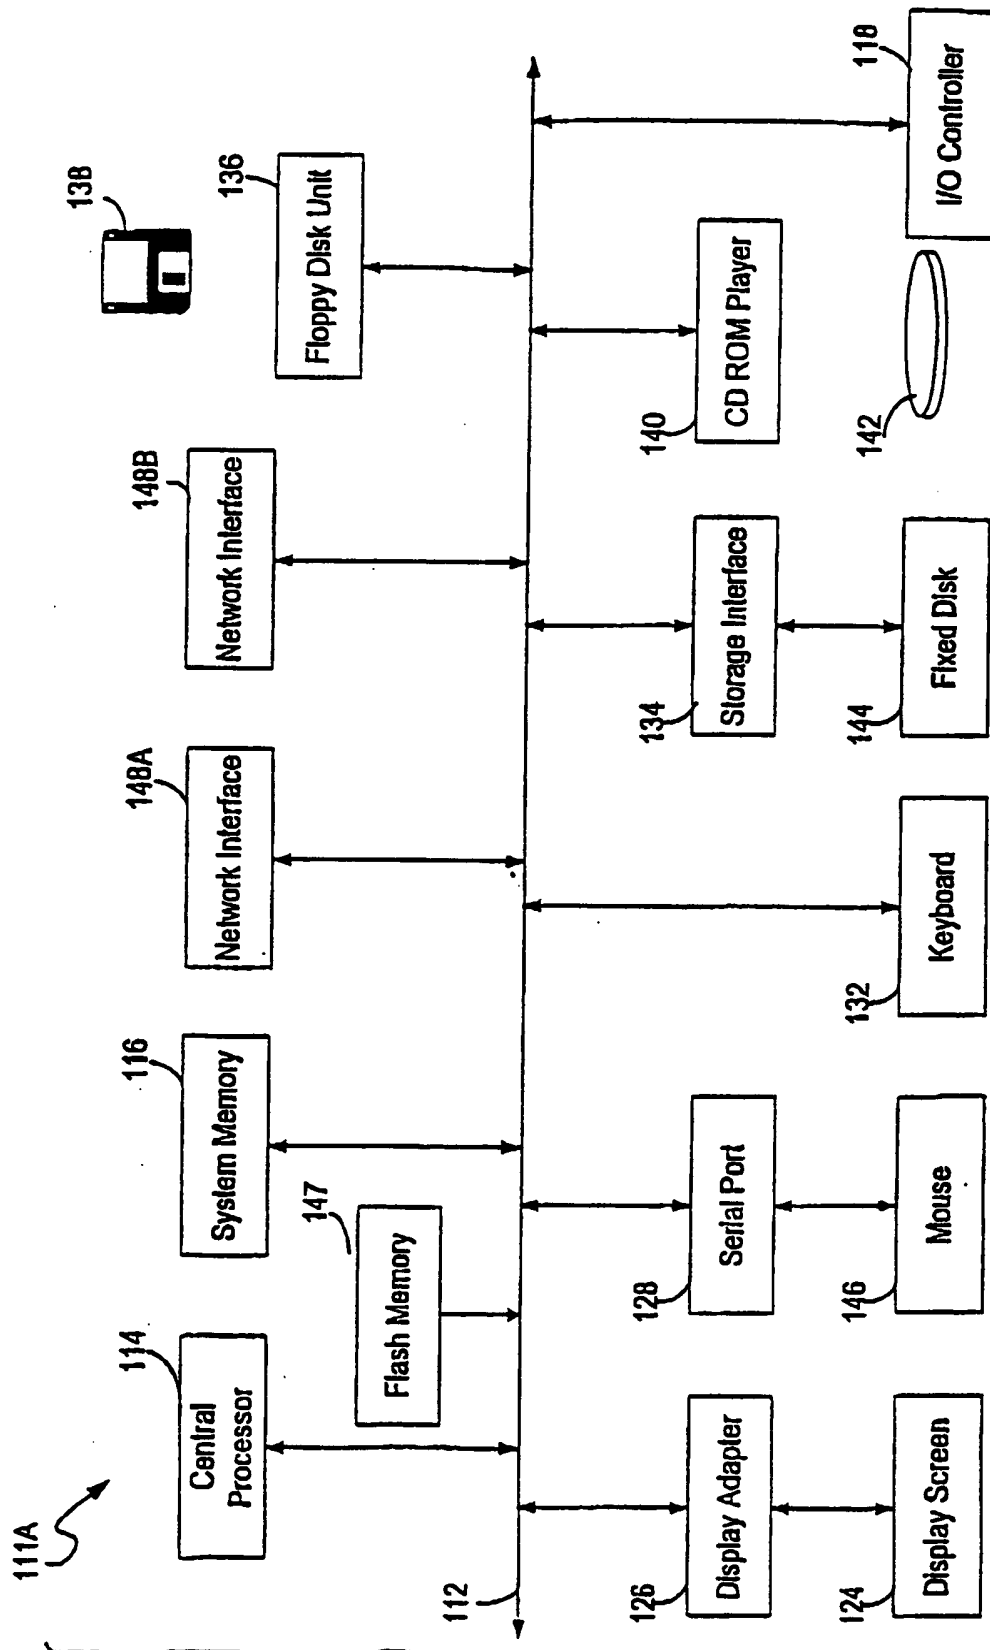 111A
138
114
Central
Processor
116
System Memory
148A
Network Interface
148B
Network Interface
136
Floppy Disk Unit
147
Flash Memory
112
126
Display Adapter
128
Serial Port
134
Storage Interface
140
CD ROM Player
124
Display Screen
146
Mouse
132
Keyboard
144
Fixed Disk
142
118
I/O Controller